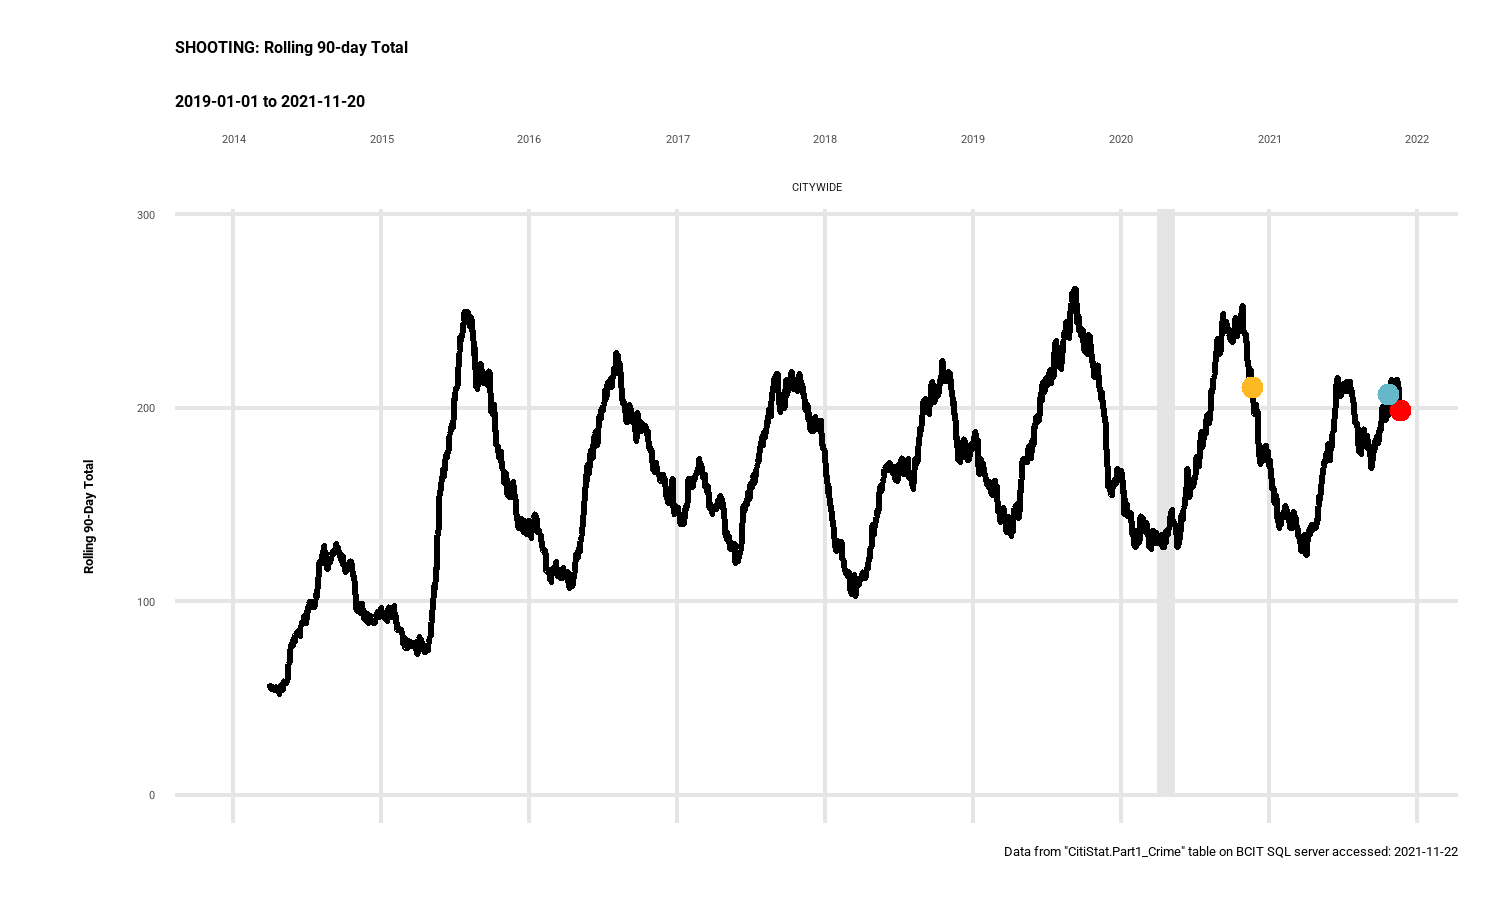 SHOOTING: Rolling 90-day Total
2019-01-01 to 2021-11-20
2014 2015 2016 2017 2018 2019 2020 2021 2022
CITYWIDE
300
200
100
0
Rolling 90-Day Total
Data from "CitiStat.Part1_Crime" table on BCIT SQL server accessed: 2021-11-22